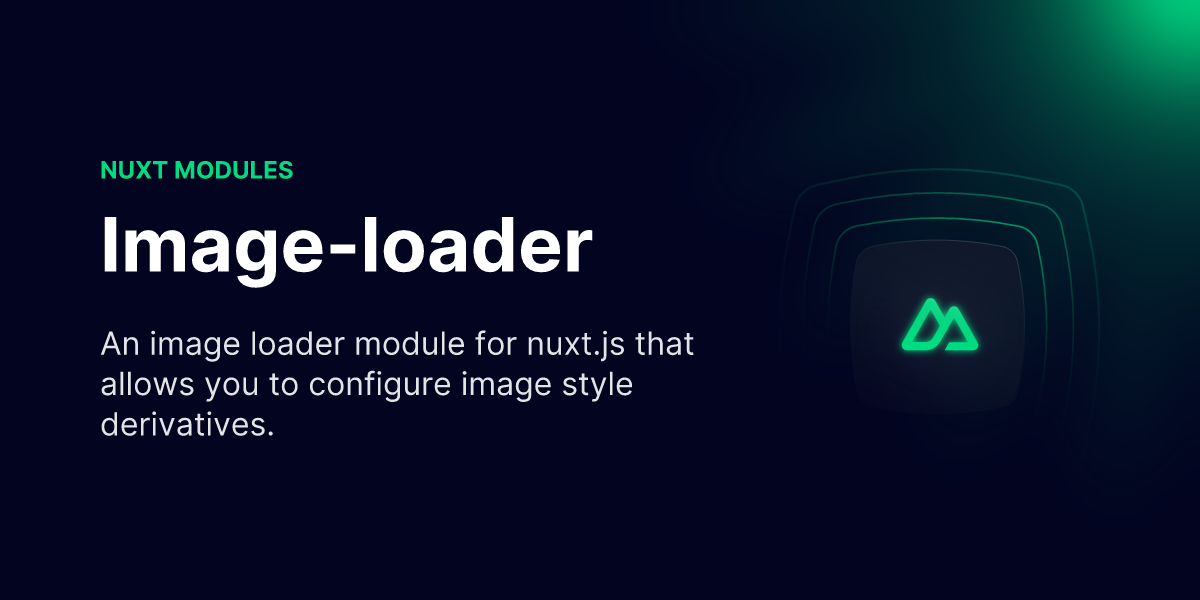 NUXT MODULES
Image-loader
An image loader module for nuxt.js that
allows you to configure image style
derivatives.